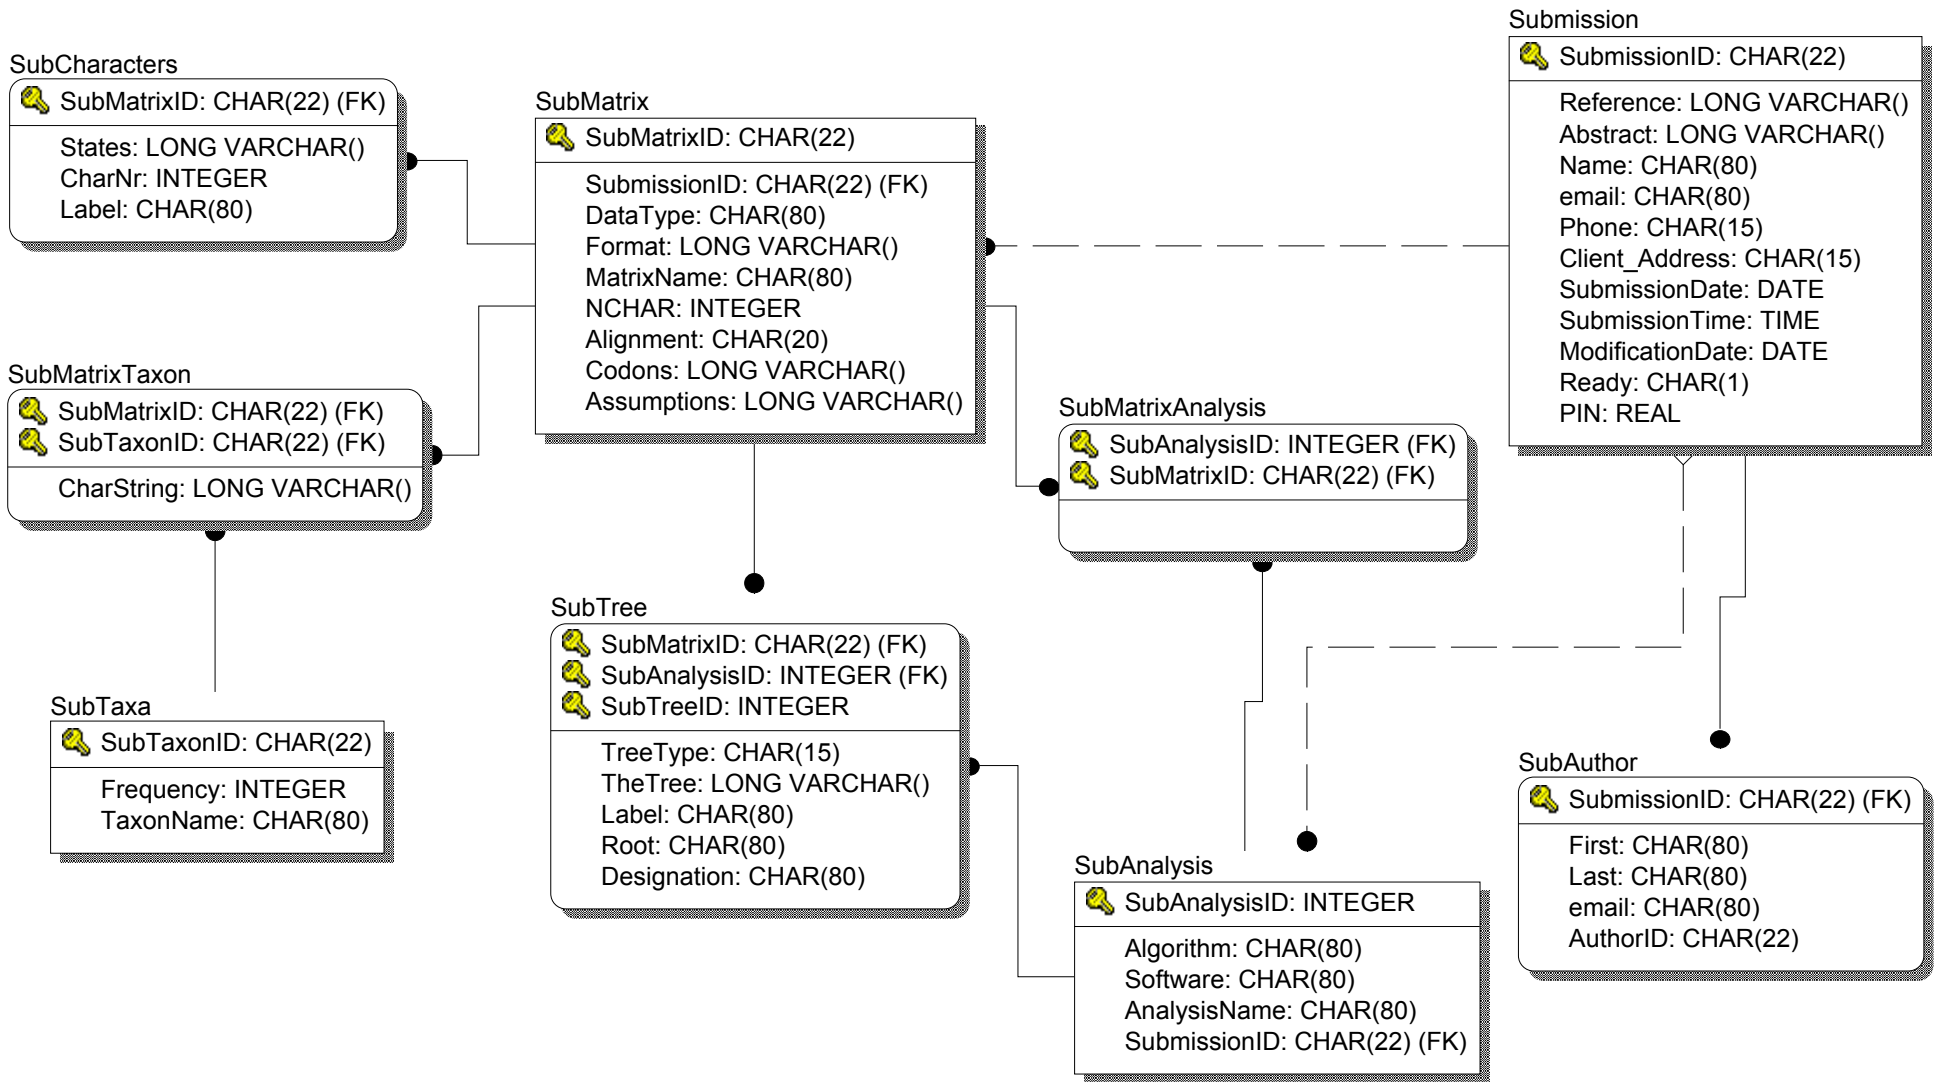 SubCharacters
SubMatrixID: CHAR(22) (FK)
States: LONG VARCHAR()
CharNr: INTEGER
Label: CHAR(80)
SubMatrix
SubMatrixID: CHAR(22)
SubmissionID: CHAR(22) (FK)
DataType: CHAR(80)
Format: LONG VARCHAR()
MatrixName: CHAR(80)
NCHAR: INTEGER
Alignment: CHAR(20)
Codons: LONG VARCHAR()
Assumptions: LONG VARCHAR()
Submission
SubmissionID: CHAR(22)
Reference: LONG VARCHAR()
Abstract: LONG VARCHAR()
Name: CHAR(80)
email: CHAR(80)
Phone: CHAR(15)
Client_Address: CHAR(15)
SubmissionDate: DATE
SubmissionTime: TIME
ModificationDate: DATE
Ready: CHAR(1)
PIN: REAL
SubMatrixTaxon
SubMatrixID: CHAR(22) (FK)
SubTaxonID: CHAR(22) (FK)
CharString: LONG VARCHAR()
SubMatrixAnalysis
SubAnalysisID: INTEGER (FK)
SubMatrixID: CHAR(22) (FK)
SubTaxa
SubTaxonID: CHAR(22)
Frequency: INTEGER
TaxonName: CHAR(80)
SubTree
SubMatrixID: CHAR(22) (FK)
SubAnalysisID: INTEGER (FK)
SubTreeID: INTEGER
TreeType: CHAR(15)
TheTree: LONG VARCHAR()
Label: CHAR(80)
Root: CHAR(80)
Designation: CHAR(80)
SubAnalysis
SubAnalysisID: INTEGER
Algorithm: CHAR(80)
Software: CHAR(80)
AnalysisName: CHAR(80)
SubmissionID: CHAR(22) (FK)
SubAuthor
SubmissionID: CHAR(22) (FK)
First: CHAR(80)
Last: CHAR(80)
email: CHAR(80)
AuthorID: CHAR(22)